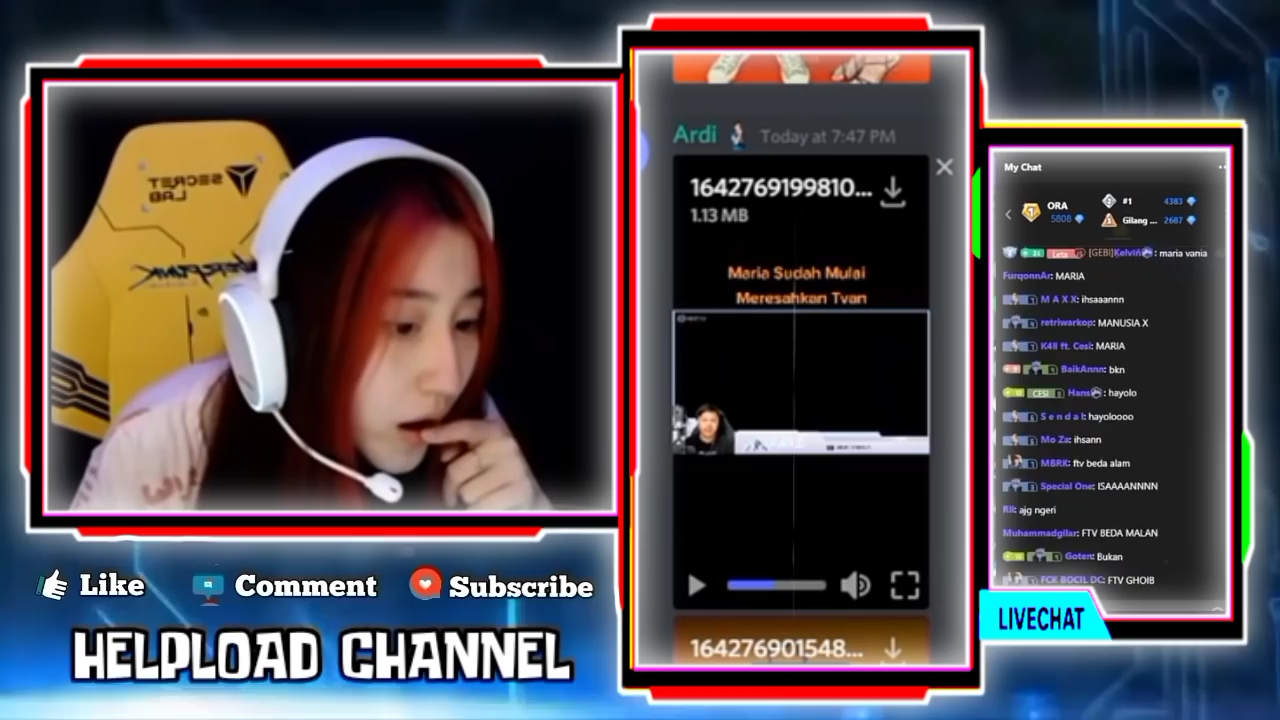 SECRET
LAB
Like
Comment
Subscribe
HELPLOAD CHANNEL
Ardi
Today at 7:47 PM
1642769199810...
1.13 MB
Maria Sudah Mulai
Meresahkan Tvan
164276901548...
My Chat
ORA
5808
#1
4383
Gilang ...
2687
[GEBI]Kelvin: maria vania
FurqonnAr: MARIA
M A X X: ihsaaannn
retriwarkop: MANUSIA X
K4ll ft. Cesi: MARIA
BaikAnnn: bkn
CESI Hans: hayolo
S e n d a l: hayoloooo
Mo Za: ihsann
MBRK: ftv beda alam
Special One: ISAAAANNNN
Rii: ajg ngeri
Muhammadgilar: FTV BEDA MALAN
Goten: Bukan
FCK BOCIL DC: FTV GHOIB
LIVECHAT